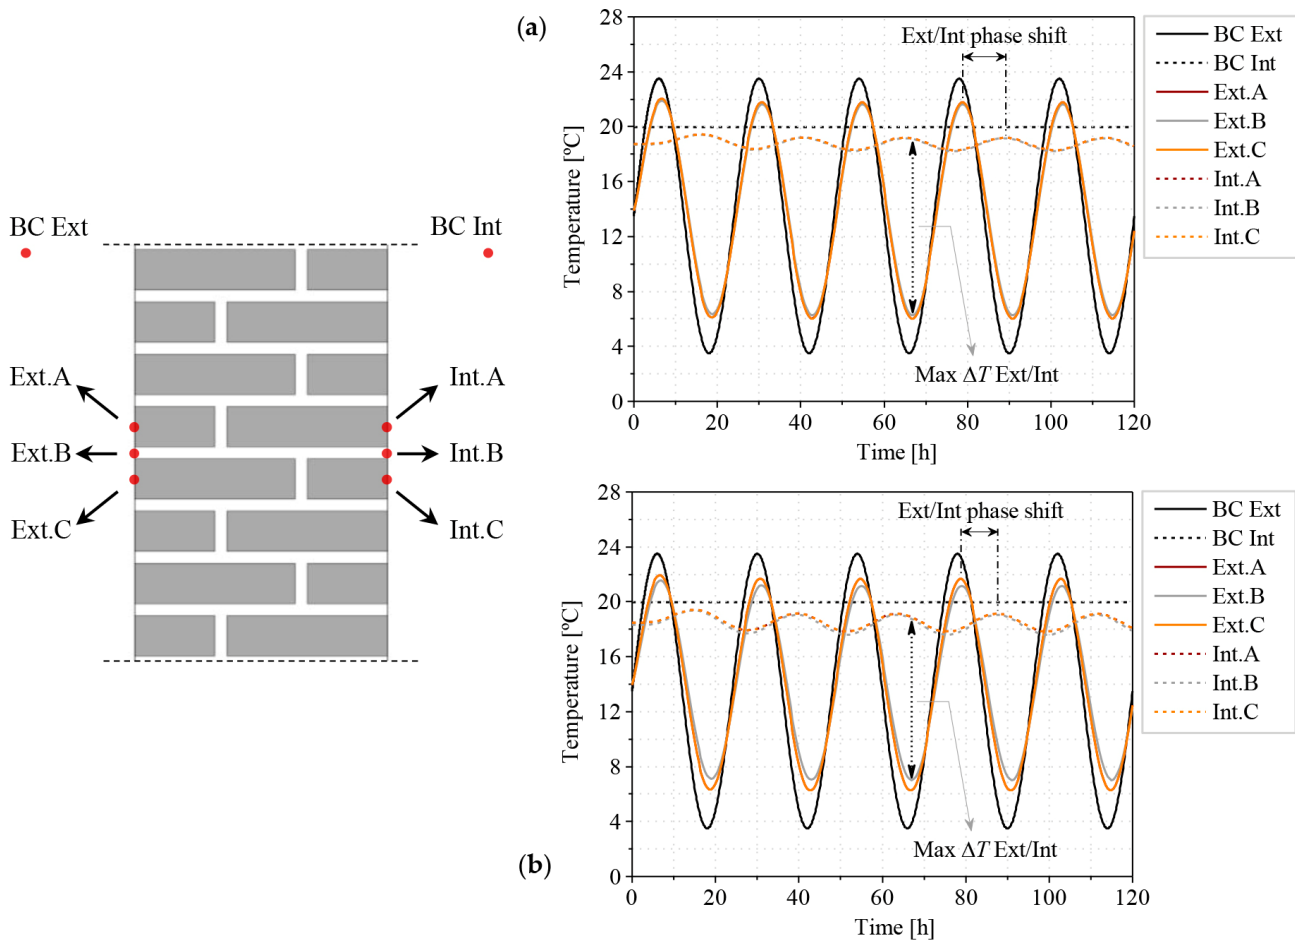 BC Ext
BC Int
Ext.A
Int.A
Ext.B
Int.B
Ext.C
Int.C
(a)
Ext/Int phase shift
Max ΔT Ext/Int
Temperature [ºC]
28
24
20
16
12
8
4
0
0 20 40 60 80 100 120
Time [h]
BC Ext
BC Int
Ext.A
Ext.B
Ext.C
Int.A
Int.B
Int.C
(b)
Ext/Int phase shift
Max ΔT Ext/Int
Temperature [ºC]
28
24
20
16
12
8
4
0
0 20 40 60 80 100 120
Time [h]
BC Ext
BC Int
Ext.A
Ext.B
Ext.C
Int.A
Int.B
Int.C